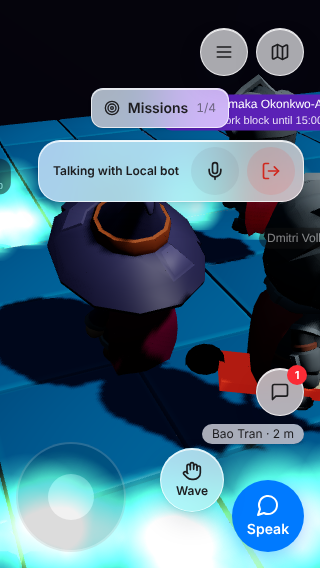 maka Okonkwo-A
Missions 1/4
ork block until 15:00
Talking with Local bot
Dmitri Vol
1
Bao Tran · 2 m
Wave
Speak